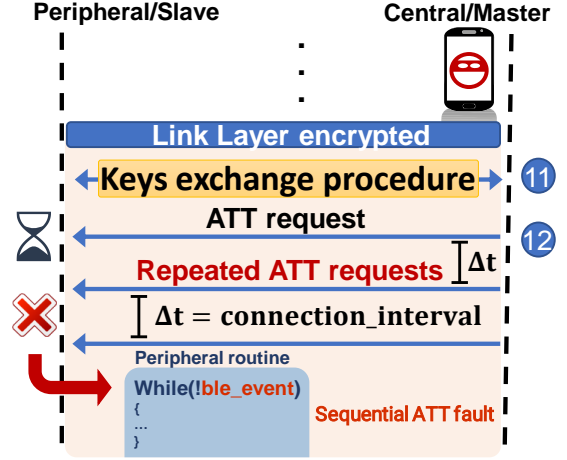 Peripheral/Slave Central/Master
Link Layer encrypted
Keys exchange procedure 11
ATT request
12
Repeated ATT requests Δt
Δt = connection_interval
Peripheral routine
While(!ble_event)
{
...
}
Sequential ATT fault